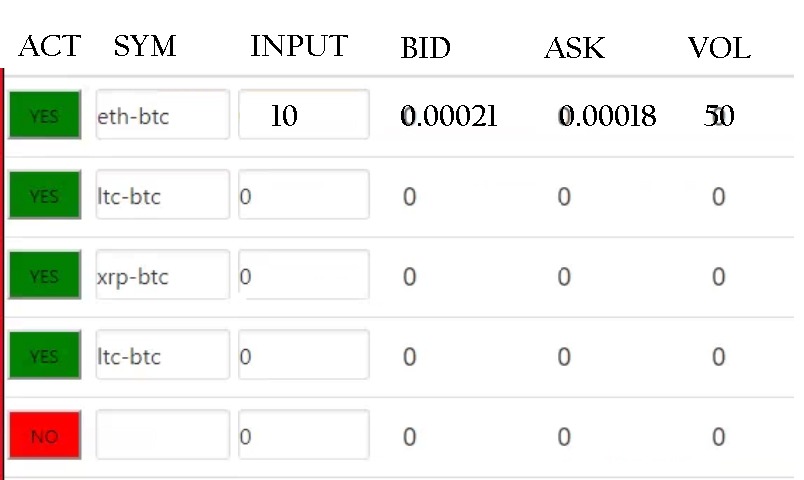 ACT SYM INPUT BID ASK VOL
YES eth-btc 10 0.00021 0.00018 50
YES ltc-btc 0 0 0 0
YES xrp-btc 0 0 0 0
YES ltc-btc 0 0 0 0
NO 0 0 0 0